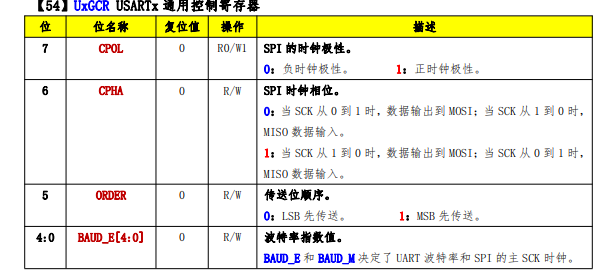 【54】UxGCR USARTx 通用控制寄存器
位 位名称 复位值 操作 描述
7 CPOL 0 R0/W1 SPI 的时钟极性。
0：负时钟极性。 1：正时钟极性。
6 CPHA 0 R/W SPI 时钟相位。
0：当 SCK 从 0 到 1 时，数据输出到 MOSI；当 SCK 从 1 到 0 时，
MISO 数据输入。
1：当 SCK 从 1 到 0 时，数据输出到 MOSI；当 SCK 从 0 到 1 时，
MISO 数据输入。
5 ORDER 0 R/W 传送位顺序。
0：LSB 先传送。 1：MSB 先传送。
4:0 BAUD_E[4:0] 0 R/W 波特率指数值。
BAUD_E 和 BAUD_M 决定了 UART 波特率和 SPI 的主 SCK 时钟。